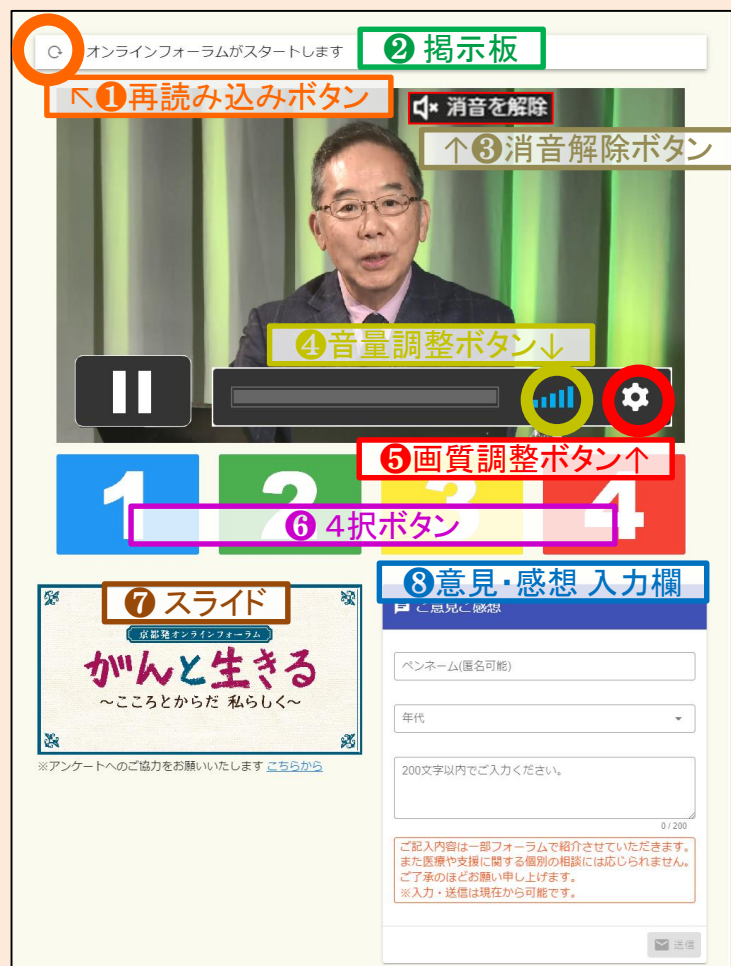 オンラインフォーラムがスタートします
❷ 掲示板
↖❶再読み込みボタン
消音を解除
↑❸消音解除ボタン
❹音量調整ボタン↓
❺画質調整ボタン↑
1 2 3 4
❻ 4択ボタン
❼ スライド
京都発オンラインフォーラム
がんと生きる
～こころとからだ 私らしく～
※アンケートへのご協力をお願いいたします こちらから
❽意見・感想 入力欄
ご意見ご感想
ペンネーム(匿名可能)
年代
200文字以内でご入力ください。
0 / 200
ご記入内容は一部フォーラムで紹介させていただきます。
また医療や支援に関する個別の相談には応じられません。
ご了承のほどお願い申し上げます。
※入力・送信は現在から可能です。
送信